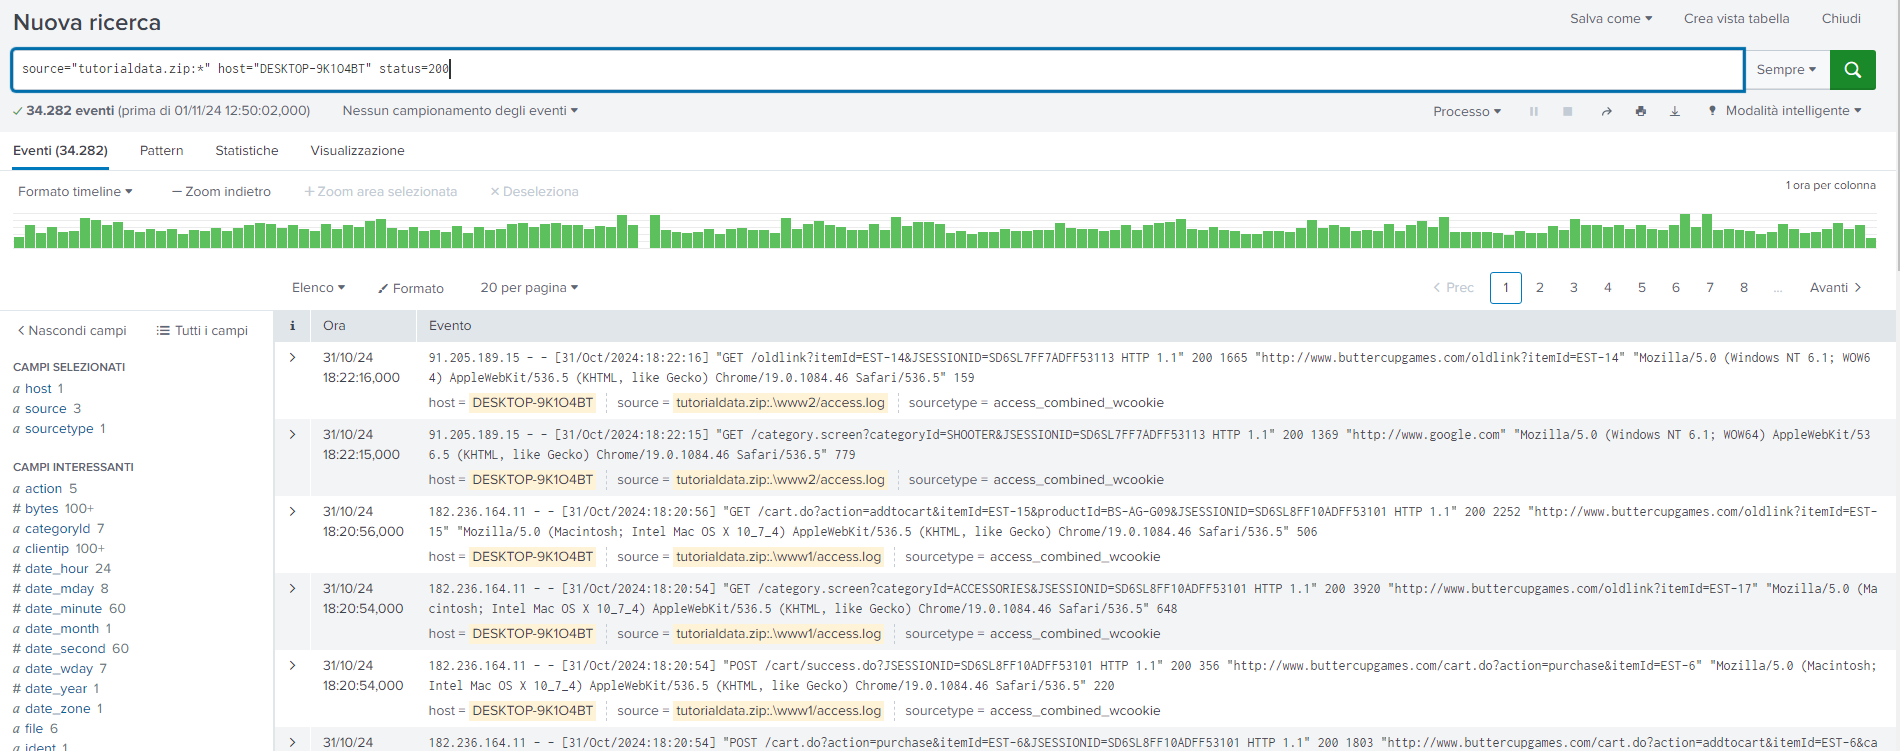 Nuova ricerca
Salva come
Crea vista tabella
Chiudi
source="tutorialdata.zip:*" host="DESKTOP-9K1O4BT" status=200
Sempre
34.282 eventi (prima di 01/11/24 12:50:02,000)
Nessun campionamento degli eventi
Processo
Modalità intelligente
Eventi (34.282)
Pattern
Statistiche
Visualizzazione
Formato timeline
— Zoom indietro
+ Zoom area selezionata
× Deseleziona
1 ora per colonna
Elenco
Formato
20 per pagina
< Prec
1
2
3
4
5
6
7
8
...
Avanti >
< Nascondi campi
Tutti i campi
CAMPI SELEZIONATI
a host 1
a source 3
a sourcetype 1
CAMPI INTERESSANTI
a action 5
# bytes 100+
a categoryId 7
a clientip 100+
# date_hour 24
# date_mday 8
# date_minute 60
a date_month 1
# date_second 60
a date_wday 7
# date_year 1
a date_zone 1
a file 6
a ident 1
i
Ora
Evento
31/10/24
18:22:16,000
91.205.189.15 - - [31/Oct/2024:18:22:16] "GET /oldlink?itemId=EST-14&JSESSIONID=SD6SL7FF7ADFF53113 HTTP 1.1" 200 1665 "http://www.buttercupgames.com/oldlink?itemId=EST-14" "Mozilla/5.0 (Windows NT 6.1; WOW6
4) AppleWebKit/536.5 (KHTML, like Gecko) Chrome/19.0.1084.46 Safari/536.5" 159
host = DESKTOP-9K1O4BT source = tutorialdata.zip:.\www2/access.log sourcetype = access_combined_wcookie
31/10/24
18:22:15,000
91.205.189.15 - - [31/Oct/2024:18:22:15] "GET /category.screen?categoryId=SHOOTER&JSESSIONID=SD6SL7FF7ADFF53113 HTTP 1.1" 200 1369 "http://www.google.com" "Mozilla/5.0 (Windows NT 6.1; WOW64) AppleWebKit/53
6.5 (KHTML, like Gecko) Chrome/19.0.1084.46 Safari/536.5" 779
host = DESKTOP-9K1O4BT source = tutorialdata.zip:.\www2/access.log sourcetype = access_combined_wcookie
31/10/24
18:20:56,000
182.236.164.11 - - [31/Oct/2024:18:20:56] "GET /cart.do?action=addtocart&itemId=EST-15&productId=BS-AG-G09&JSESSIONID=SD6SL8FF10ADFF53101 HTTP 1.1" 200 2252 "http://www.buttercupgames.com/oldlink?itemId=EST-
15" "Mozilla/5.0 (Macintosh; Intel Mac OS X 10_7_4) AppleWebKit/536.5 (KHTML, like Gecko) Chrome/19.0.1084.46 Safari/536.5" 506
host = DESKTOP-9K1O4BT source = tutorialdata.zip:.\www1/access.log sourcetype = access_combined_wcookie
31/10/24
18:20:54,000
182.236.164.11 - - [31/Oct/2024:18:20:54] "GET /category.screen?categoryId=ACCESSORIES&JSESSIONID=SD6SL8FF10ADFF53101 HTTP 1.1" 200 3920 "http://www.buttercupgames.com/oldlink?itemId=EST-17" "Mozilla/5.0 (Ma
cintosh; Intel Mac OS X 10_7_4) AppleWebKit/536.5 (KHTML, like Gecko) Chrome/19.0.1084.46 Safari/536.5" 648
host = DESKTOP-9K1O4BT source = tutorialdata.zip:.\www1/access.log sourcetype = access_combined_wcookie
31/10/24
18:20:54,000
182.236.164.11 - - [31/Oct/2024:18:20:54] "POST /cart/success.do?JSESSIONID=SD6SL8FF10ADFF53101 HTTP 1.1" 200 356 "http://www.buttercupgames.com/cart.do?action=purchase&itemId=EST-6" "Mozilla/5.0 (Macintosh;
Intel Mac OS X 10_7_4) AppleWebKit/536.5 (KHTML, like Gecko) Chrome/19.0.1084.46 Safari/536.5" 220
host = DESKTOP-9K1O4BT source = tutorialdata.zip:.\www1/access.log sourcetype = access_combined_wcookie
31/10/24
182.236.164.11 - - [31/Oct/2024:18:20:54] "POST /cart.do?action=purchase&itemId=EST-6&JSESSIONID=SD6SL8FF10ADFF53101 HTTP 1.1" 200 1803 "http://www.buttercupgames.com/cart.do?action=addtocart&itemId=EST-6&ca